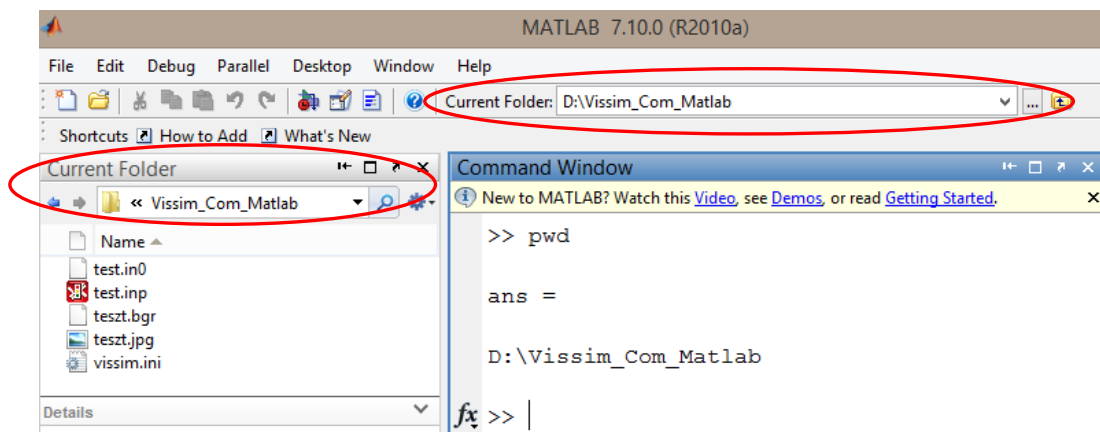 MATLAB 7.10.0 (R2010a)
File Edit Debug Parallel Desktop Window Help
Current Folder: D:\Vissim_Com_Matlab ...
Shortcuts How to Add What's New
Current Folder
« Vissim_Com_Matlab
Name
test.in0
test.inp
teszt.bgr
teszt.jpg
vissim.ini
Details
Command Window
New to MATLAB? Watch this Video, see Demos, or read Getting Started.
>> pwd
ans =
D:\Vissim_Com_Matlab
fx >>